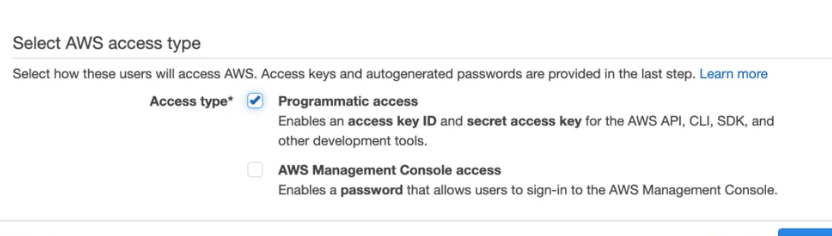 Select AWS access type
Select how these users will access AWS. Access keys and autogenerated passwords are provided in the last step. Learn more
Access type* Programmatic access
Enables an access key ID and secret access key for the AWS API, CLI, SDK, and
other development tools.
AWS Management Console access
Enables a password that allows users to sign-in to the AWS Management Console.